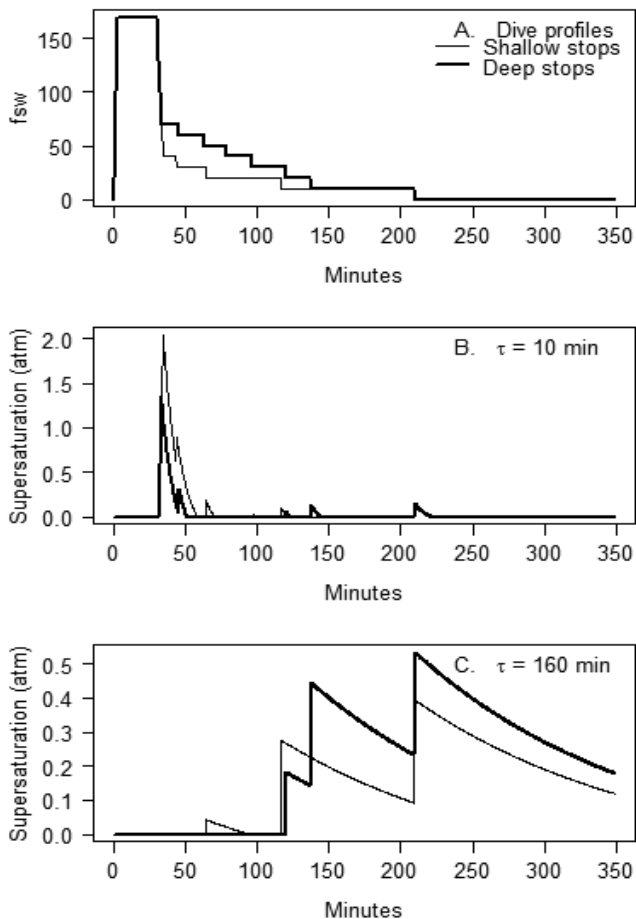 A. Dive profiles
Shallow stops
Deep stops
fsw
150
100
50
0
0 50 100 150 200 250 300 350
Minutes
B. τ = 10 min
Supersaturation (atm)
2.0
1.5
1.0
0.5
0.0
0 50 100 150 200 250 300 350
Minutes
C. τ = 160 min
Supersaturation (atm)
0.5
0.4
0.3
0.2
0.1
0.0
0 50 100 150 200 250 300 350
Minutes